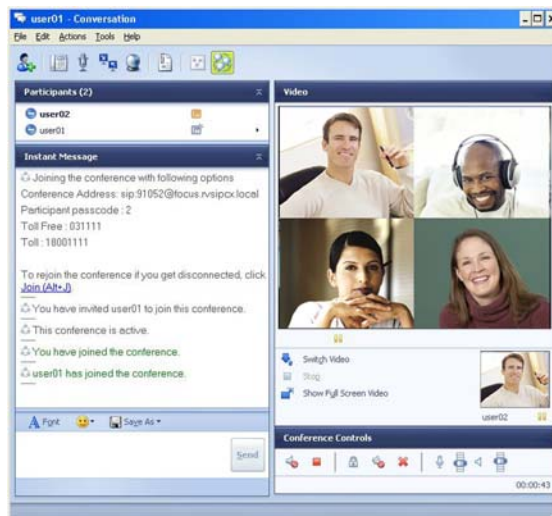 user01 - Conversation
File Edit Actions Tools Help
Participants (2)
user02
user01
Instant Message
Joining the conference with following options
Conference Address: sip:91052@focus.rvsipcx.local
Participant passcode : 2
Toll Free : 031111
Toll : 18001111
To rejoin the conference if you get disconnected, click
Join (Alt+J).
You have invited user01 to join this conference.
This conference is active.
You have joined the conference.
user01 has joined the conference.
Font
Save As
Send
Video
Switch Video
Stop
Show Full Screen Video
user02
Conference Controls
00:00:43